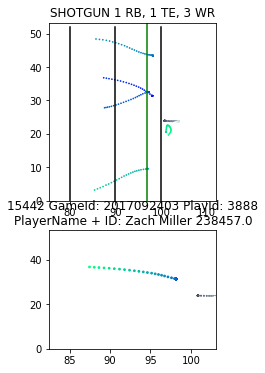 SHOTGUN 1 RB, 1 TE, 3 WR
50
40
30
20
10
0
80 90 100 110
15442 GameId: 2017092403 PlayId: 3888
PlayerName + ID: Zach Miller 238457.0
40
20
0
85 90 95 100